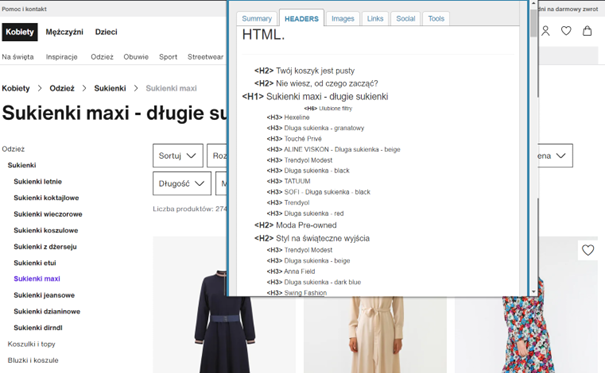 Pomoc i kontakt
dni na darmowy zwrot
Kobiety Mężczyźni Dzieci
Na święta Inspiracje Odzież Obuwie Sport Streetwear
Kobiety > Odzież > Sukienki > Sukienki maxi
Sukienki maxi - długie su
Odzież
Sukienki
Sukienki letnie
Sukienki koktajlowe
Sukienki wieczorowe
Sukienki koszulowe
Sukienki z dżerseju
Sukienki etui
Sukienki maxi
Sukienki jeansowe
Sukienki dzianinowe
Sukienki dirndl
Koszulki i topy
Bluzki i koszule
Sortuj
Roz
ena
Długość
M
Liczba produktów: 274
Summary HEADERS Images Links Social Tools
HTML.
<H2> Twój koszyk jest pusty
<H2> Nie wiesz, od czego zacząć?
<H1> Sukienki maxi - długie sukienki
<H6> Ulubione filtry
<H3> Hexeline
<H3> Długa sukienka - granatowy
<H3> Touché Privé
<H3> ALINE VISKON - Długa sukienka - beige
<H3> Trendyol Modest
<H3> Długa sukienka - black
<H3> TATUUM
<H3> SOFI - Długa sukienka - black
<H3> Trendyol
<H3> Długa sukienka - red
<H2> Moda Pre-owned
<H2> Styl na świąteczne wyjścia
<H3> Trendyol Modest
<H3> Długa sukienka - beige
<H3> Anna Field
<H3> Długa sukienka - dark blue
<H3> Swing Fashion